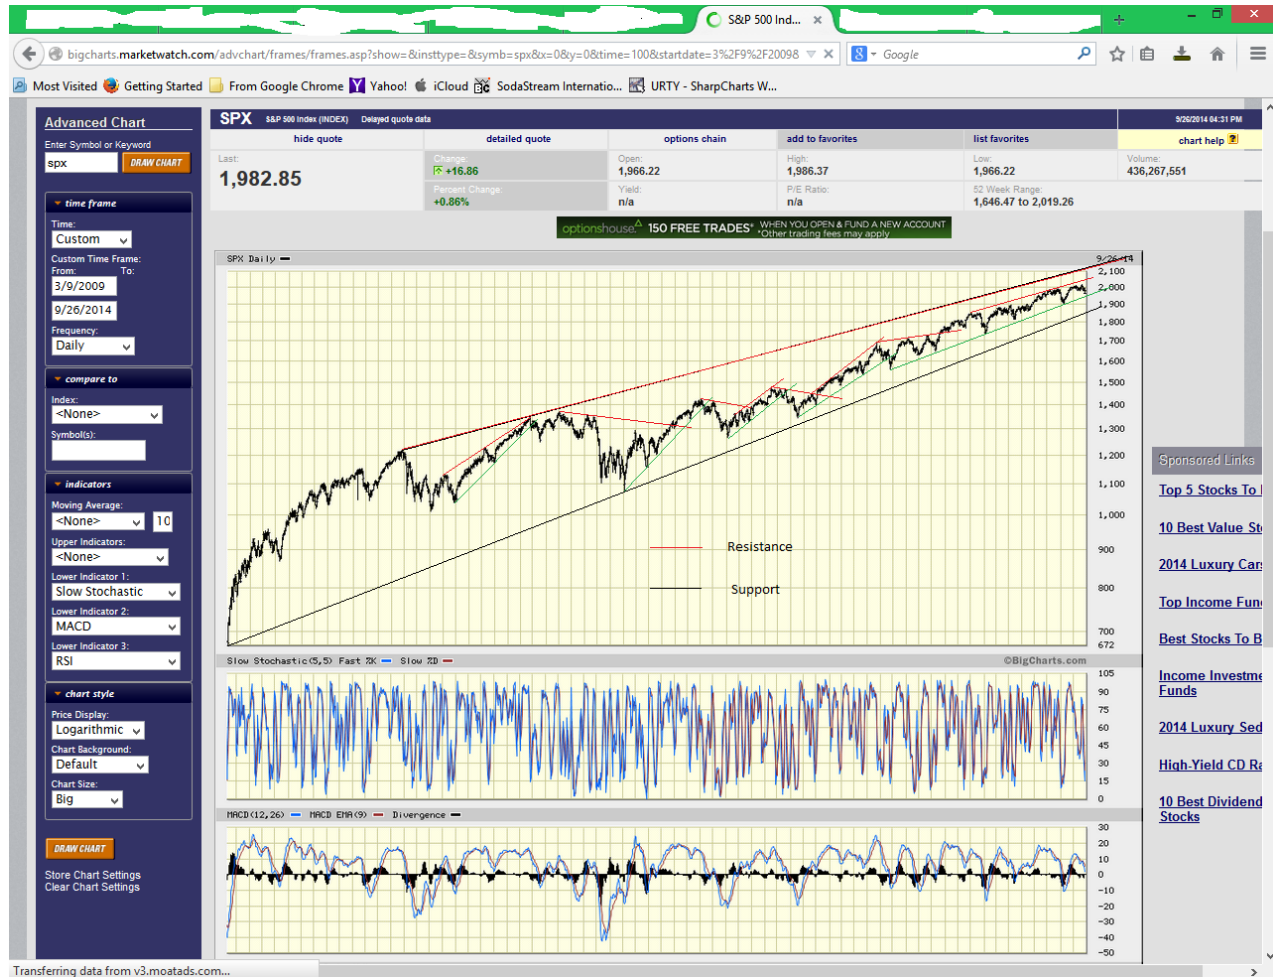 S&P 500 Ind... ×
bigcharts.marketwatch.com/advchart/frames/frames.asp?show=&insttype=&symb=spx&x=0&y=0&time=100&startdate=3%2F9%2F20098
Google
Most Visited Getting Started From Google Chrome Yahoo! iCloud SodaStream Internatio... URTY - SharpCharts W...
Advanced Chart
Enter Symbol or Keyword
spx DRAW CHART
time frame
Time:
Custom
Custom Time Frame:
From: To:
3/9/2009
9/26/2014
Frequency:
Daily
compare to
Index:
<None>
Symbol(s):
indicators
Moving Average:
<None> 10
Upper Indicators:
<None>
Lower Indicator 1:
Slow Stochastic
Lower Indicator 2:
MACD
Lower Indicator 3:
RSI
chart style
Price Display:
Logarithmic
Chart Background:
Default
Chart Size:
Big
DRAW CHART
Store Chart Settings
Clear Chart Settings
SPX S&P 500 Index (INDEX) Delayed quote data 9/26/2014 04:31 PM
hide quote detailed quote options chain add to favorites list favorites chart help ?
Last: Change: Open: High: Low: Volume:
1,982.85 +16.86 1,966.22 1,986.37 1,966.22 436,267,551
Percent Change: Yield: P/E Ratio: 52 Week Range:
+0.86% n/a n/a 1,646.47 to 2,019.26
optionshouse. 150 FREE TRADES* WHEN YOU OPEN & FUND A NEW ACCOUNT
*Other trading fees may apply
SPX Daily 9/26/14
2,100
2,000
1,900
1,800
1,700
1,600
1,500
1,400
1,300
1,200
1,100
1,000
900
800
700
672
Resistance
Support
Slow Stochastic(5,5) Fast %K Slow %D ©BigCharts.com
105
90
75
60
45
30
15
0
MACD(12,26) MACD EMA(9) Divergence
30
20
10
0
-10
-20
-30
-40
-50
Sponsored Links
Top 5 Stocks To
10 Best Value
2014 Luxury
Top Income
Best Stocks To
Income
Funds
2014 Luxury
High-Yield CD
10 Best Dividend
Stocks
Transferring data from v3.moatads.com...